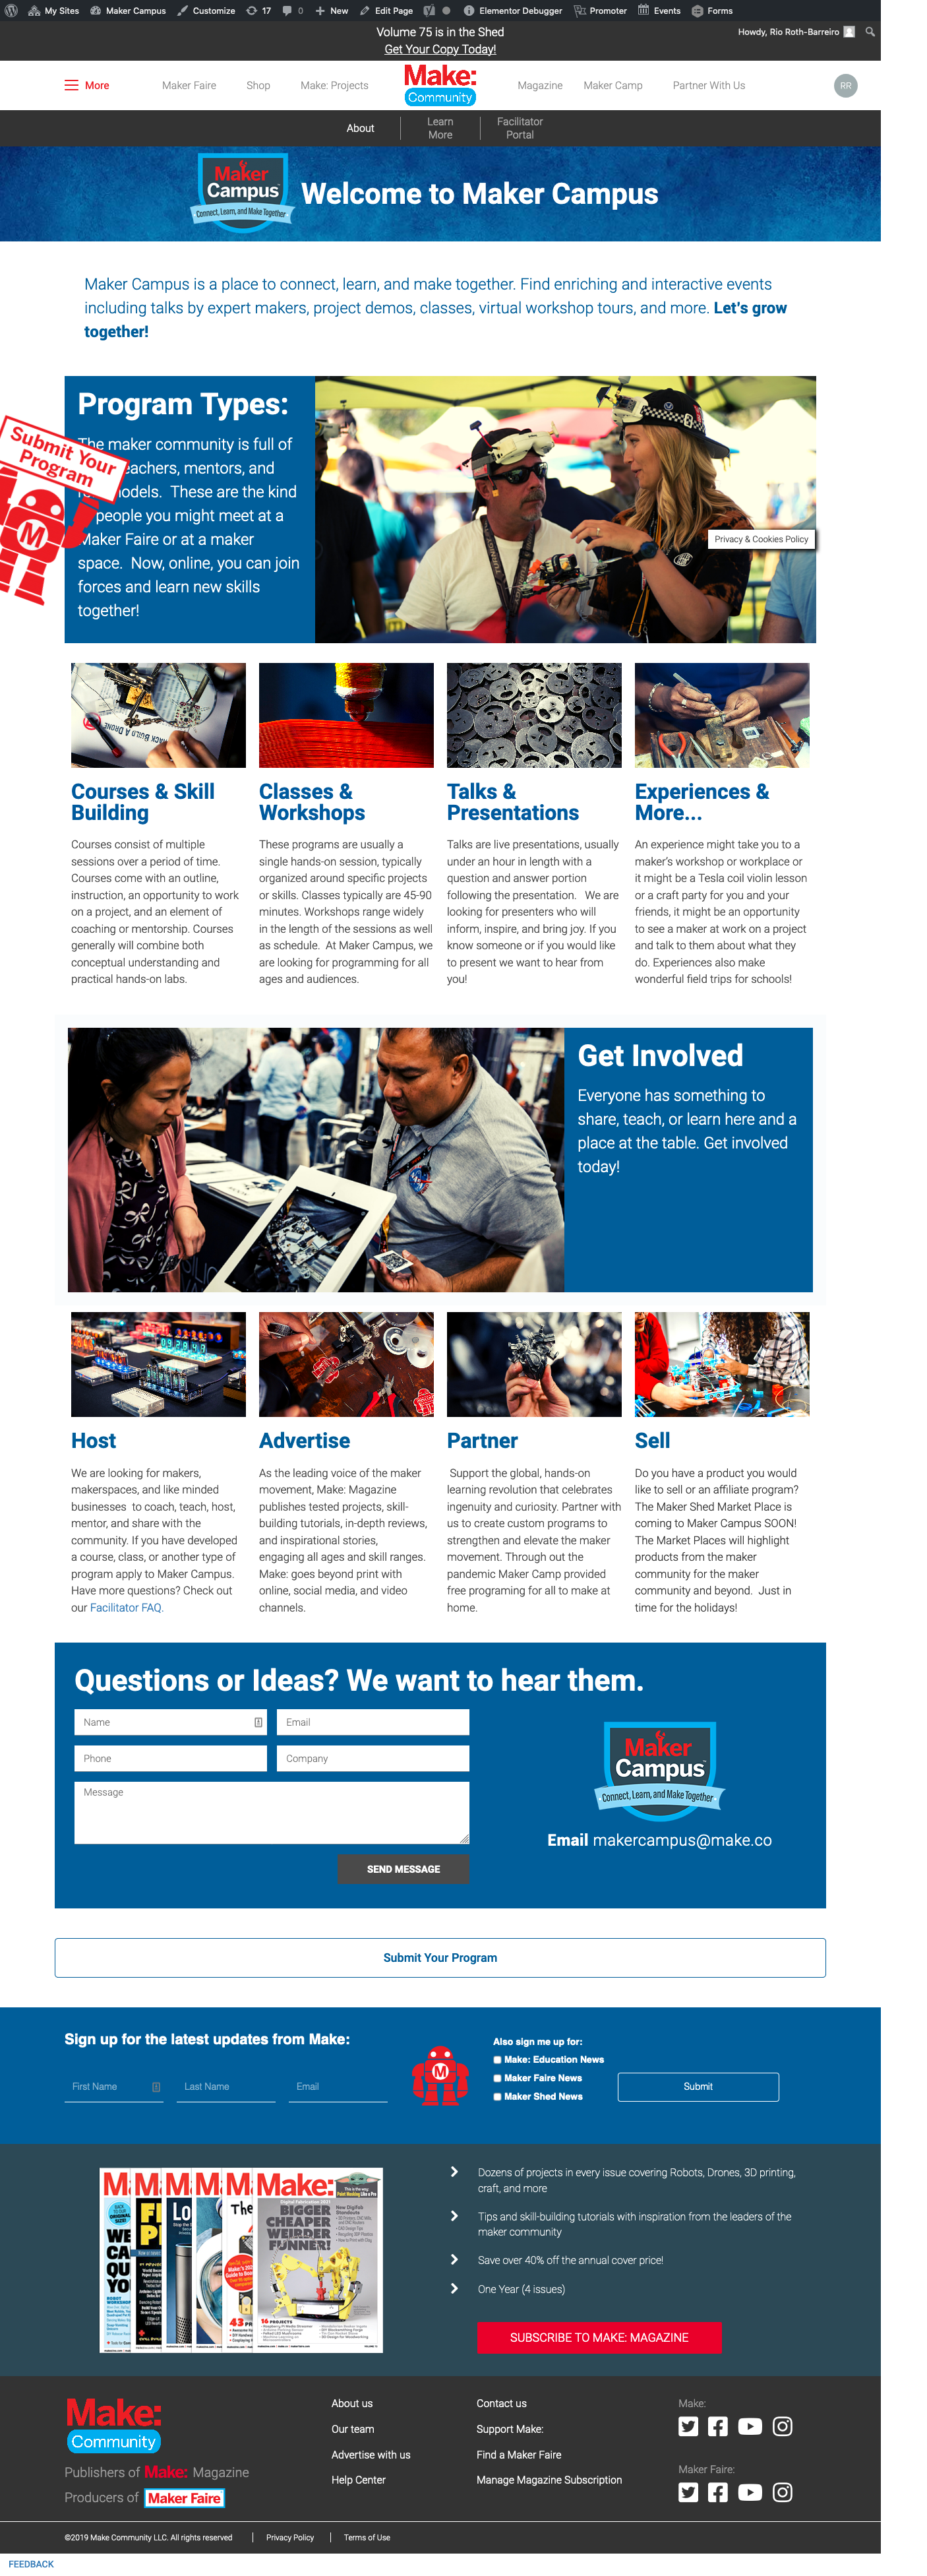 My Sites Maker Campus Customize 17 0 New Edit Page Elementor Debugger Promoter Events Forms
Howdy, Rio Roth-Barreiro
Volume 75 is in the Shed
Get Your Copy Today!
More Maker Faire Shop Make: Projects Make: Community Magazine Maker Camp Partner With Us RR
About
Learn
More
Facilitator
Portal
Maker
Campus
Connect, Learn, and Make Together
Welcome to Maker Campus
Maker Campus is a place to connect, learn, and make together. Find enriching and interactive events
including talks by expert makers, project demos, classes, virtual workshop tours, and more. Let's grow
together!
Program Types:
The maker community is full of
eachers, mentors, and
models. These are the kind
people you might meet at a
Maker Faire or at a maker
space. Now, online, you can join
forces and learn new skills
together!
Submit Your
Program
M
Privacy & Cookies Policy
Courses & Skill
Building
Courses consist of multiple
sessions over a period of time.
Courses come with an outline,
instruction, an opportunity to work
on a project, and an element of
coaching or mentorship. Courses
generally will combine both
conceptual understanding and
practical hands-on labs.
Classes &
Workshops
These programs are usually a
single hands-on session, typically
organized around specific projects
or skills. Classes typically are 45-90
minutes. Workshops range widely
in the length of the sessions as well
as schedule. At Maker Campus, we
are looking for programming for all
ages and audiences.
Talks &
Presentations
Talks are live presentations, usually
under an hour in length with a
question and answer portion
following the presentation. We are
looking for presenters who will
inform, inspire, and bring joy. If you
know someone or if you would like
to present we want to hear from
you!
Experiences &
More...
An experience might take you to a
maker's workshop or workplace or
it might be a Tesla coil violin lesson
or a craft party for you and your
friends, it might be an opportunity
to see a maker at work on a project
and talk to them about what they
do. Experiences also make
wonderful field trips for schools!
Get Involved
Everyone has something to
share, teach, or learn here and a
place at the table. Get involved
today!
Host
We are looking for makers,
makerspaces, and like minded
businesses to coach, teach, host,
mentor, and share with the
community. If you have developed
a course, class, or another type of
program apply to Maker Campus.
Have more questions? Check out
our Facilitator FAQ.
Advertise
As the leading voice of the maker
movement, Make: Magazine
publishes tested projects, skill-
building tutorials, in-depth reviews,
and inspirational stories,
engaging all ages and skill ranges.
Make: goes beyond print with
online, social media, and video
channels.
Partner
Support the global, hands-on
learning revolution that celebrates
ingenuity and curiosity. Partner with
us to create custom programs to
strengthen and elevate the maker
movement. Through out the
pandemic Maker Camp provided
free programing for all to make at
home.
Sell
Do you have a product you would
like to sell or an affiliate program?
The Maker Shed Market Place is
coming to Maker Campus SOON!
The Market Places will highlight
products from the maker
community for the maker
community and beyond. Just in
time for the holidays!
Questions or Ideas? We want to hear them.
Name
Email
Phone
Company
Message
SEND MESSAGE
Maker
Campus
Connect, Learn, and Make Together
Email makercampus@make.co
Submit Your Program
Sign up for the latest updates from Make:
First Name
Last Name
Email
M
Also sign me up for:
Make: Education News
Maker Faire News
Maker Shed News
Submit
Make:
Digital Fabrication 2021
BIGGER
CHEAPER
WEIRDER
FUNNER!
16 PROJECTS
43
Dozens of projects in every issue covering Robots, Drones, 3D printing,
craft, and more
Tips and skill-building tutorials with inspiration from the leaders of the
maker community
Save over 40% off the annual cover price!
One Year (4 issues)
SUBSCRIBE TO MAKE: MAGAZINE
Make:
Community
Publishers of Make: Magazine
Producers of Maker Faire
About us
Our team
Advertise with us
Help Center
Contact us
Support Make:
Find a Maker Faire
Manage Magazine Subscription
Make:
Maker Faire:
©2019 Make Community LLC. All rights reserved Privacy Policy Terms of Use
FEEDBACK